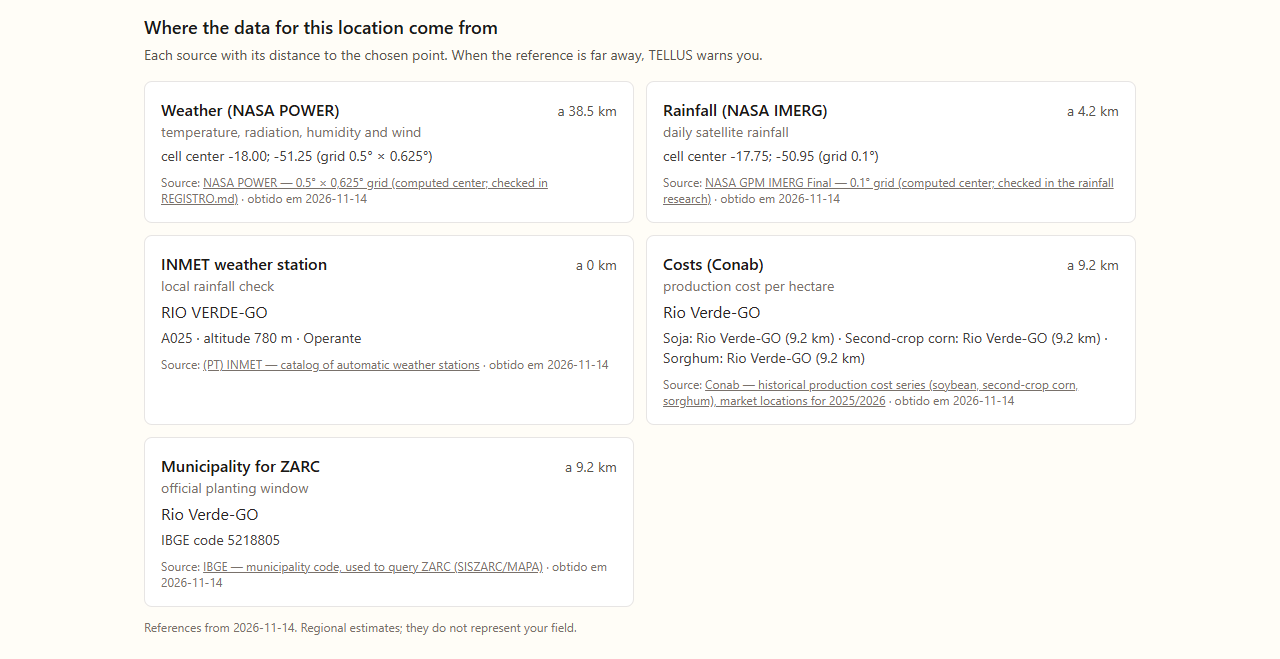 Where the data for this location come from
Each source with its distance to the chosen point. When the reference is far away, TELLUS warns you.
Weather (NASA POWER)
a 38.5 km
temperature, radiation, humidity and wind
cell center -18.00; -51.25 (grid 0.5° × 0.625°)
Source: NASA POWER — 0.5° × 0,625° grid (computed center; checked in
REGISTRO.md) · obtido em 2026-11-14
Rainfall (NASA IMERG)
a 4.2 km
daily satellite rainfall
cell center -17.75; -50.95 (grid 0.1°)
Source: NASA GPM IMERG Final — 0.1° grid (computed center; checked in the rainfall
research) · obtido em 2026-11-14
INMET weather station
a 0 km
local rainfall check
RIO VERDE-GO
A025 · altitude 780 m · Operante
Source: (PT) INMET — catalog of automatic weather stations · obtido em 2026-11-14
Costs (Conab)
a 9.2 km
production cost per hectare
Rio Verde-GO
Soja: Rio Verde-GO (9.2 km) · Second-crop corn: Rio Verde-GO (9.2 km) ·
Sorghum: Rio Verde-GO (9.2 km)
Source: Conab — historical production cost series (soybean, second-crop corn,
sorghum), market locations for 2025/2026 · obtido em 2026-11-14
Municipality for ZARC
a 9.2 km
official planting window
Rio Verde-GO
IBGE code 5218805
Source: IBGE — municipality code, used to query ZARC (SISZARC/MAPA) · obtido em
2026-11-14
References from 2026-11-14. Regional estimates; they do not represent your field.